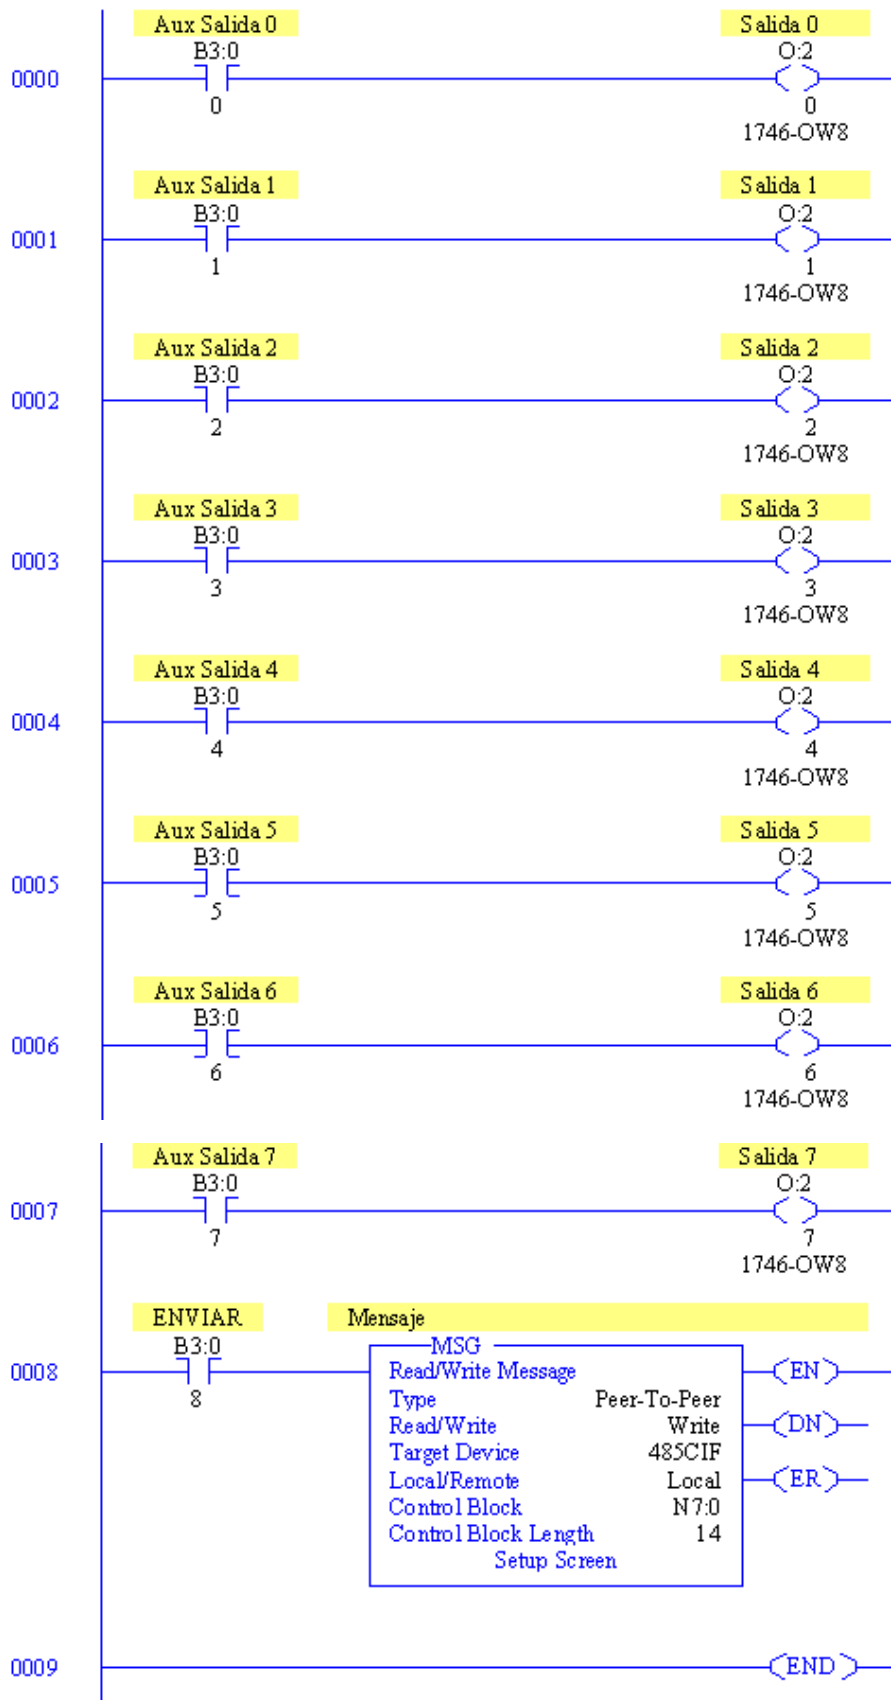 Aux Salida 0 Salida 0
B3:0 O:2
0000
0 0
1746-OW8
Aux Salida 1 Salida 1
B3:0 O:2
0001
1 1
1746-OW8
Aux Salida 2 Salida 2
B3:0 O:2
0002
2 2
1746-OW8
Aux Salida 3 Salida 3
B3:0 O:2
0003
3 3
1746-OW8
Aux Salida 4 Salida 4
B3:0 O:2
0004
4 4
1746-OW8
Aux Salida 5 Salida 5
B3:0 O:2
0005
5 5
1746-OW8
Aux Salida 6 Salida 6
B3:0 O:2
0006
6 6
1746-OW8
Aux Salida 7 Salida 7
B3:0 O:2
0007
7 7
1746-OW8
ENVIAR Mensaje
B3:0 MSG
0008 Read/Write Message EN
8 Type Peer-To-Peer
Read/Write Write DN
Target Device 485CIF
Local/Remote Local ER
Control Block N7:0
Control Block Length 14
Setup Screen
0009 END